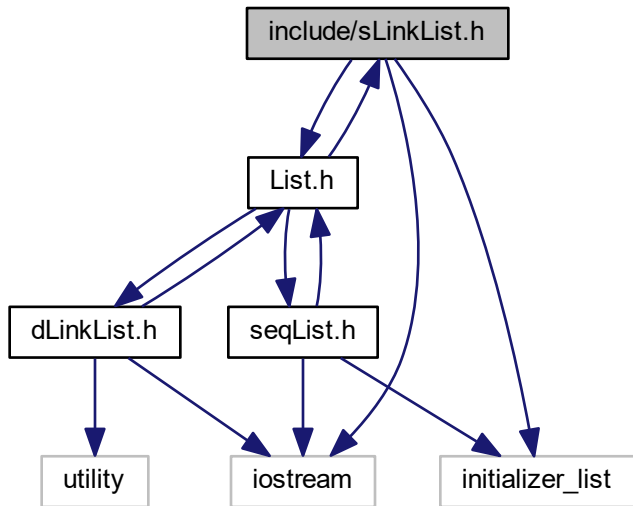 include/sLinkList.h
List.h
dLinkList.h
seqList.h
utility
iostream
initializer_list